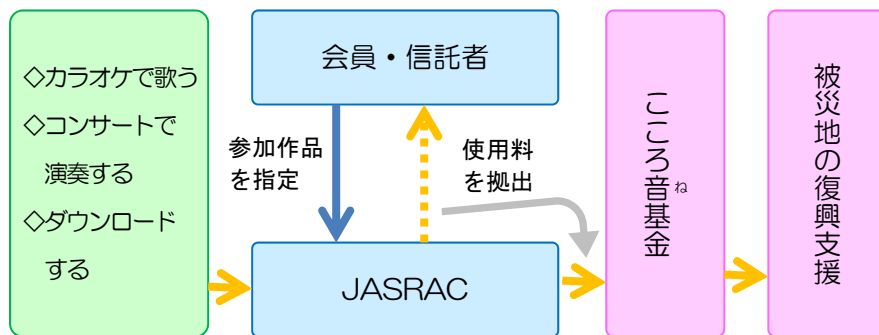 ◇カラオケで歌う
◇コンサートで
演奏する
◇ダウンロード
する
会員・信託者
参加作品
を指定
使用料
を拠出
JASRAC
こころ音基金
ね
被災地の復興支援